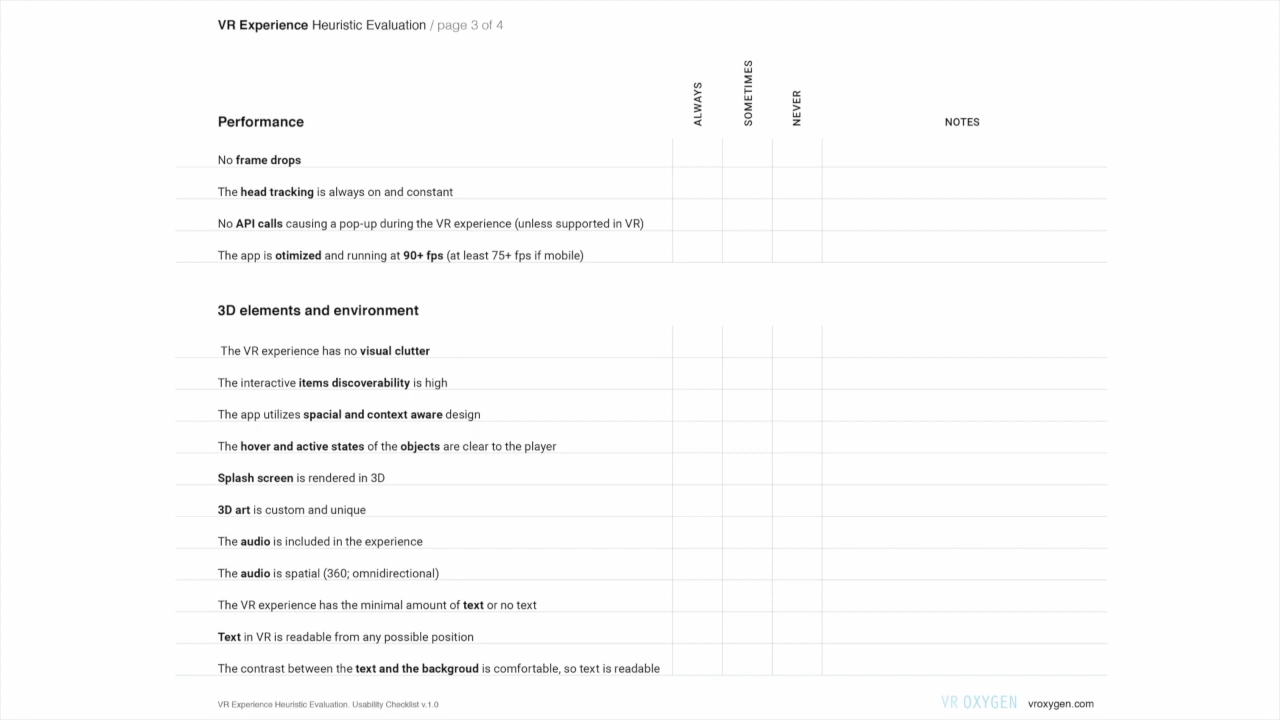 VR Experience Heuristic Evaluation / page 3 of 4
ALWAYS
SOMETIMES
NEVER
Performance
NOTES
No frame drops
The head tracking is always on and constant
No API calls causing a pop-up during the VR experience (unless supported in VR)
The app is otimized and running at 90+ fps (at least 75+ fps if mobile)
3D elements and environment
The VR experience has no visual clutter
The interactive items discoverability is high
The app utilizes spacial and context aware design
The hover and active states of the objects are clear to the player
Splash screen is rendered in 3D
3D art is custom and unique
The audio is included in the experience
The audio is spatial (360; omnidirectional)
The VR experience has the minimal amount of text or no text
Text in VR is readable from any possible position
The contrast between the text and the backgroud is comfortable, so text is readable
VR Experience Heuristic Evaluation. Usability Checklist v.1.0
VR OXYGEN vroxygen.com